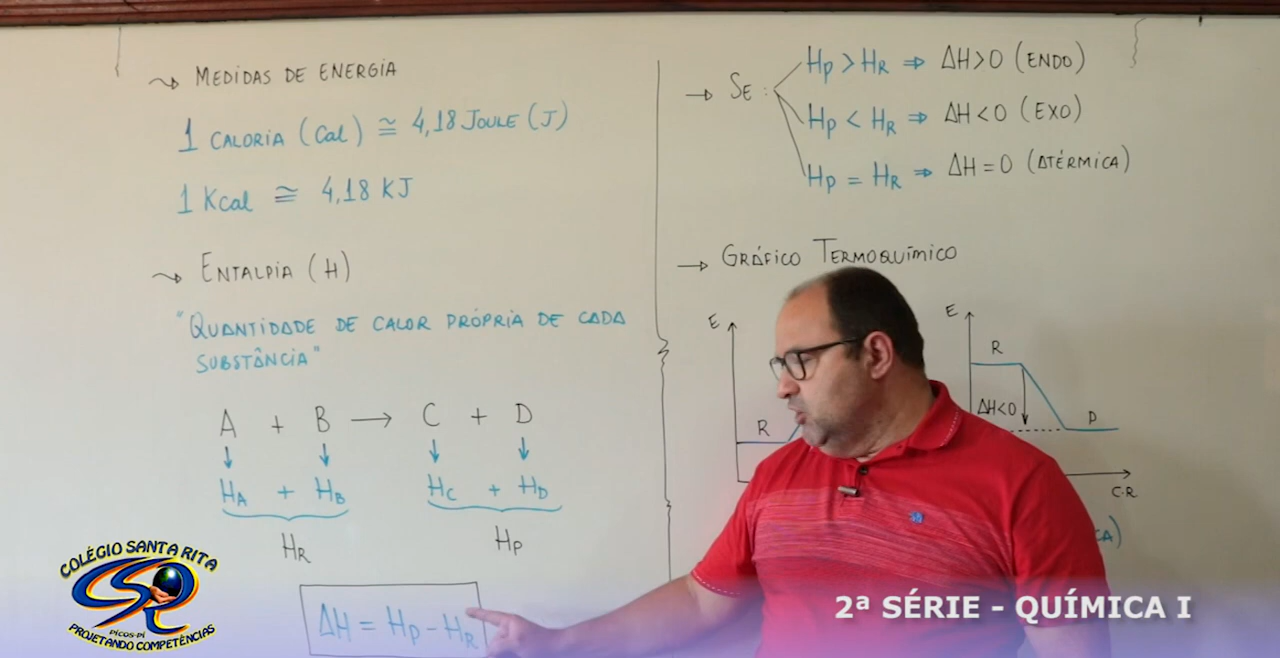 ~> MEDIDAS DE ENERGIA
1 CALORIA (Cal) ≅ 4,18 JOULE (J)
1 Kcal ≅ 4,18 KJ
~> ENTALPIA (H)
"QUANTIDADE DE CALOR PRÓPRIA DE CADA
SUBSTÂNCIA"
A + B → C + D
↓ ↓ ↓ ↓
HA + HB HC + HD
HR HP
ΔH = HP - HR
→ SE:
HP > HR ⇒ ΔH > 0 (ENDO)
HP < HR ⇒ ΔH < 0 (EXO)
HP = HR ⇒ ΔH = 0 (ATÉRMICA)
→ GRÁFICO TERMOQUÍMICO
E
R
E
R
ΔH<0
P
C.R
CA)
COLÉGIO SANTA RITA
CSR
PICOS-PI
PROJETANDO COMPETÊNCIAS
2ª SÉRIE - QUÍMICA I